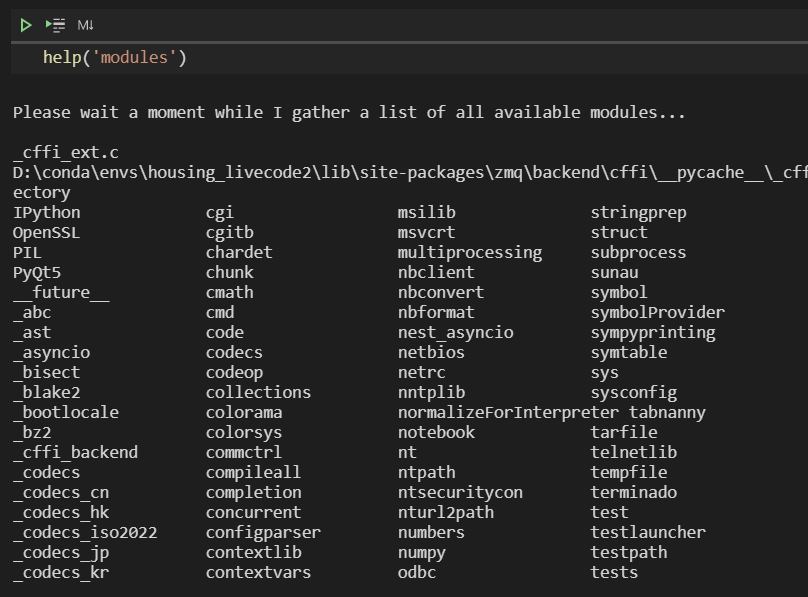 M↓
help('modules')
Please wait a moment while I gather a list of all available modules...
_cffi_ext.c
D:\conda\envs\housing_livecode2\lib\site-packages\zmq\backend\cffi\__pycache__\_cff
ectory
IPython cgi msilib stringprep
OpenSSL cgitb msvcrt struct
PIL chardet multiprocessing subprocess
PyQt5 chunk nbclient sunau
__future__ cmath nbconvert symbol
_abc cmd nbformat symbolProvider
_ast code nest_asyncio sympyprinting
_asyncio codecs netbios symtable
_bisect codeop netrc sys
_blake2 collections nntplib sysconfig
_bootlocale colorama normalizeForInterpreter tabnanny
_bz2 colorsys notebook tarfile
_cffi_backend commctrl nt telnetlib
_codecs compileall ntpath tempfile
_codecs_cn completion ntsecuritycon terminado
_codecs_hk concurrent nturl2path test
_codecs_iso2022 configparser numbers testlauncher
_codecs_jp contextlib numpy testpath
_codecs_kr contextvars odbc tests